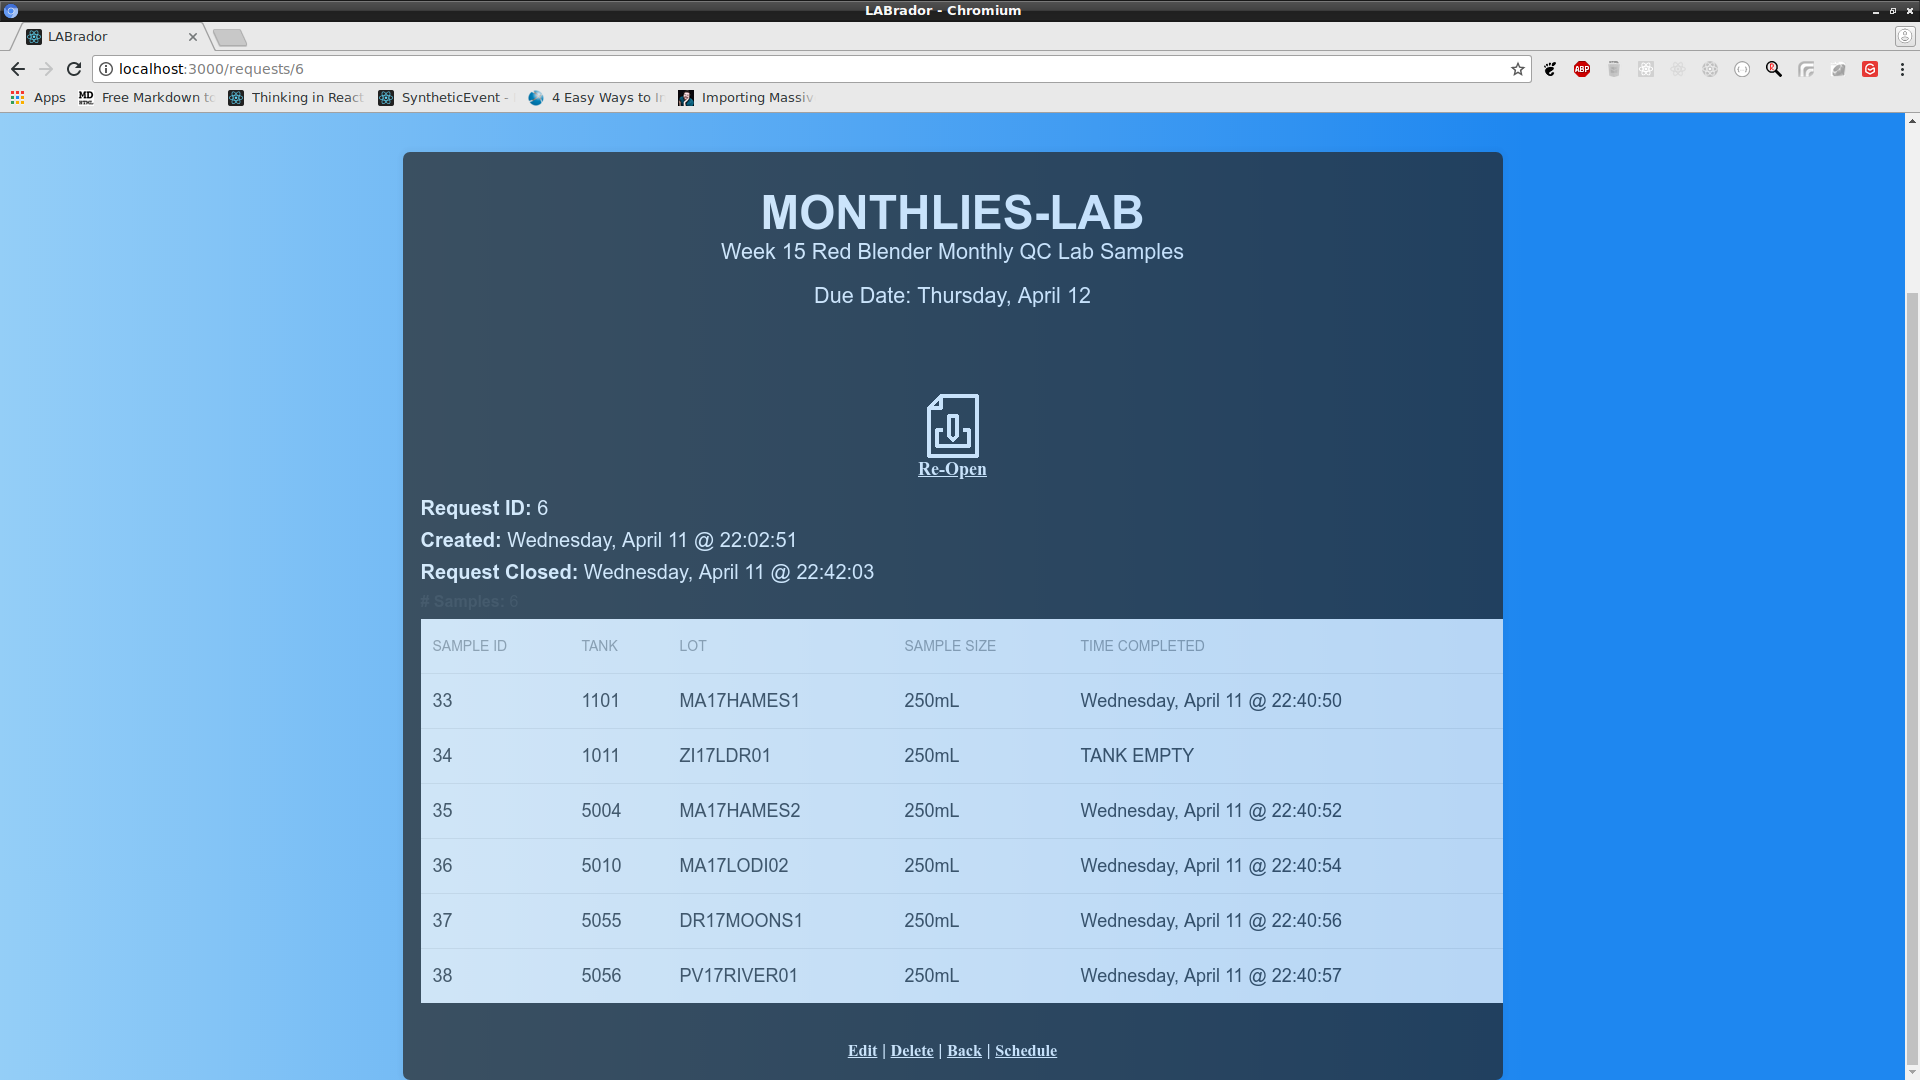 LABrador - Chromium
LABrador
localhost:3000/requests/6
ABP
Apps
MD Free Markdown to
Thinking in React
SyntheticEvent -
4 Easy Ways to
Importing Massiv
MONTHLIES-LAB
Week 15 Red Blender Monthly QC Lab Samples
Due Date: Thursday, April 12
Re-Open
Request ID: 6
Created: Wednesday, April 11 @ 22:02:51
Request Closed: Wednesday, April 11 @ 22:42:03
# Samples: 6
SAMPLE ID TANK LOT SAMPLE SIZE TIME COMPLETED
33 1101 MA17HAMES1 250mL Wednesday, April 11 @ 22:40:50
34 1011 ZI17LDR01 250mL TANK EMPTY
35 5004 MA17HAMES2 250mL Wednesday, April 11 @ 22:40:52
36 5010 MA17LODI02 250mL Wednesday, April 11 @ 22:40:54
37 5055 DR17MOONS1 250mL Wednesday, April 11 @ 22:40:56
38 5056 PV17RIVER01 250mL Wednesday, April 11 @ 22:40:57
Edit | Delete | Back | Schedule